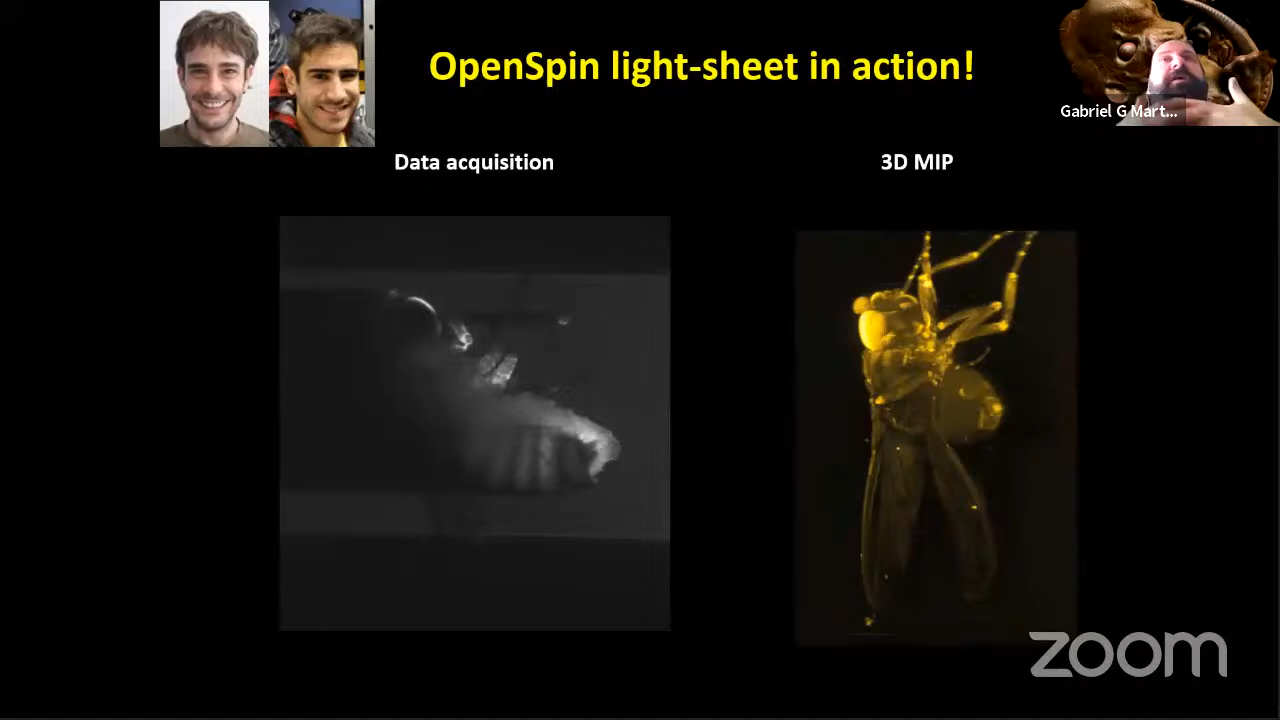 OpenSpin light-sheet in action!
Gabriel G Mart...
Data acquisition
3D MIP
zoom